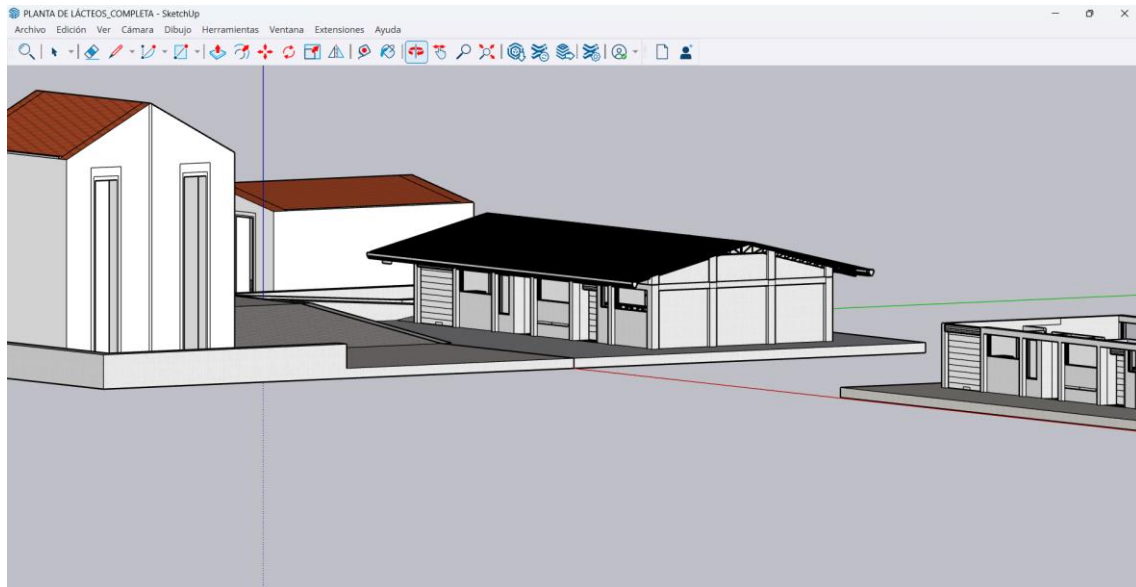 PLANTA DE LÁCTEOS_COMPLETA - SketchUp
Archivo Edición Ver Cámara Dibujo Herramientas Ventana Extensiones Ayuda